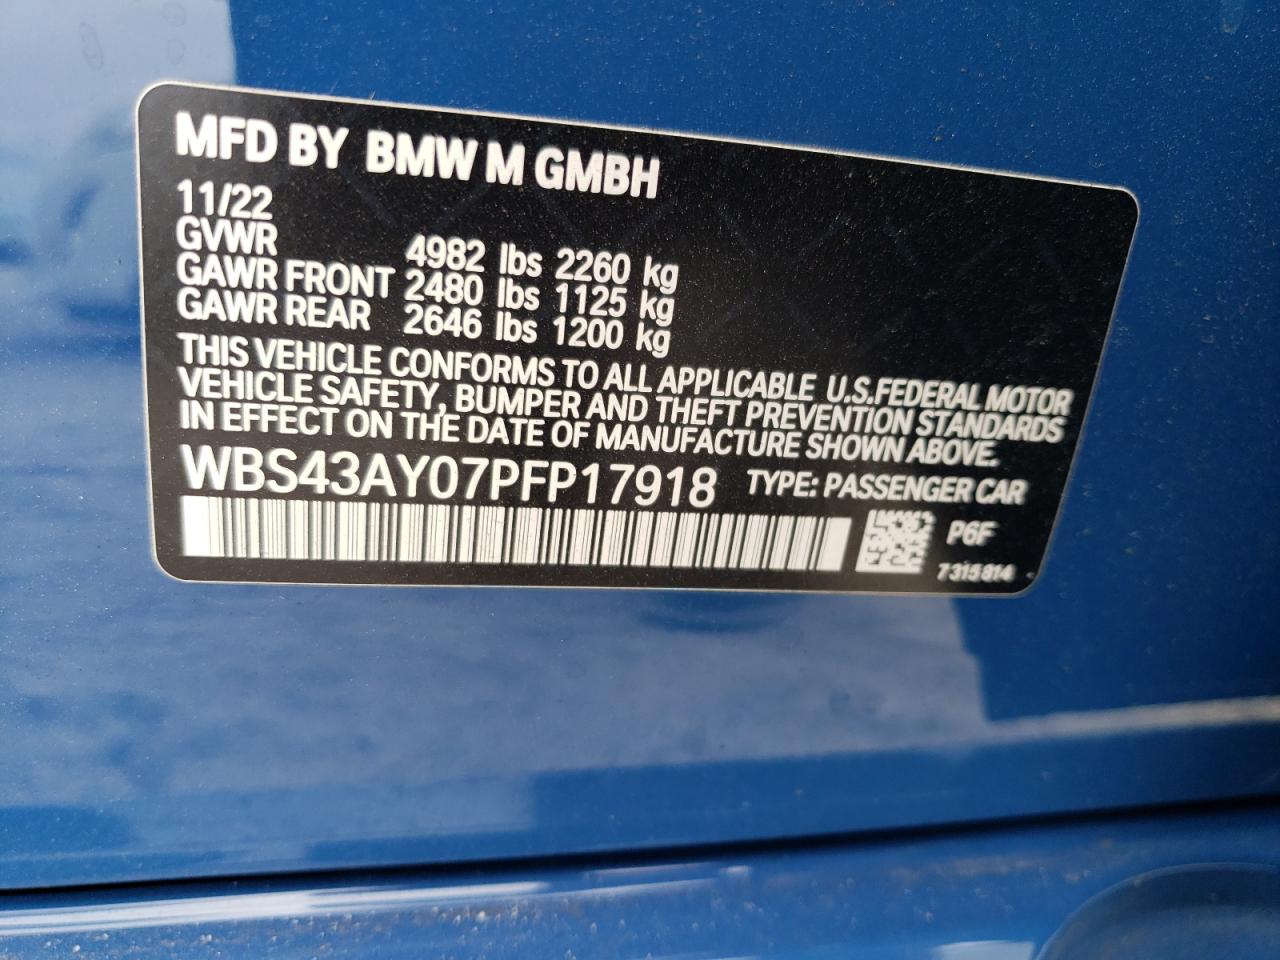 MFD BY BMW M GMBH
11/22
GVWR 4982 lbs 2260 kg
GAWR FRONT 2480 lbs 1125 kg
GAWR REAR 2646 lbs 1200 kg
THIS VEHICLE CONFORMS TO ALL APPLICABLE U.S.FEDERAL MOTOR
VEHICLE SAFETY, BUMPER AND THEFT PREVENTION STANDARDS
IN EFFECT ON THE DATE OF MANUFACTURE SHOWN ABOVE.
WBS43AY07PFP17918 TYPE: PASSENGER CAR
P6F
7315814